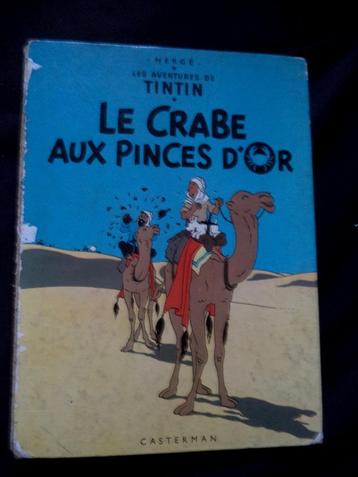 HERGÉ
LES AVENTURES DE
TINTIN
LE CRABE
AUX PINCES D'OR
CASTERMAN